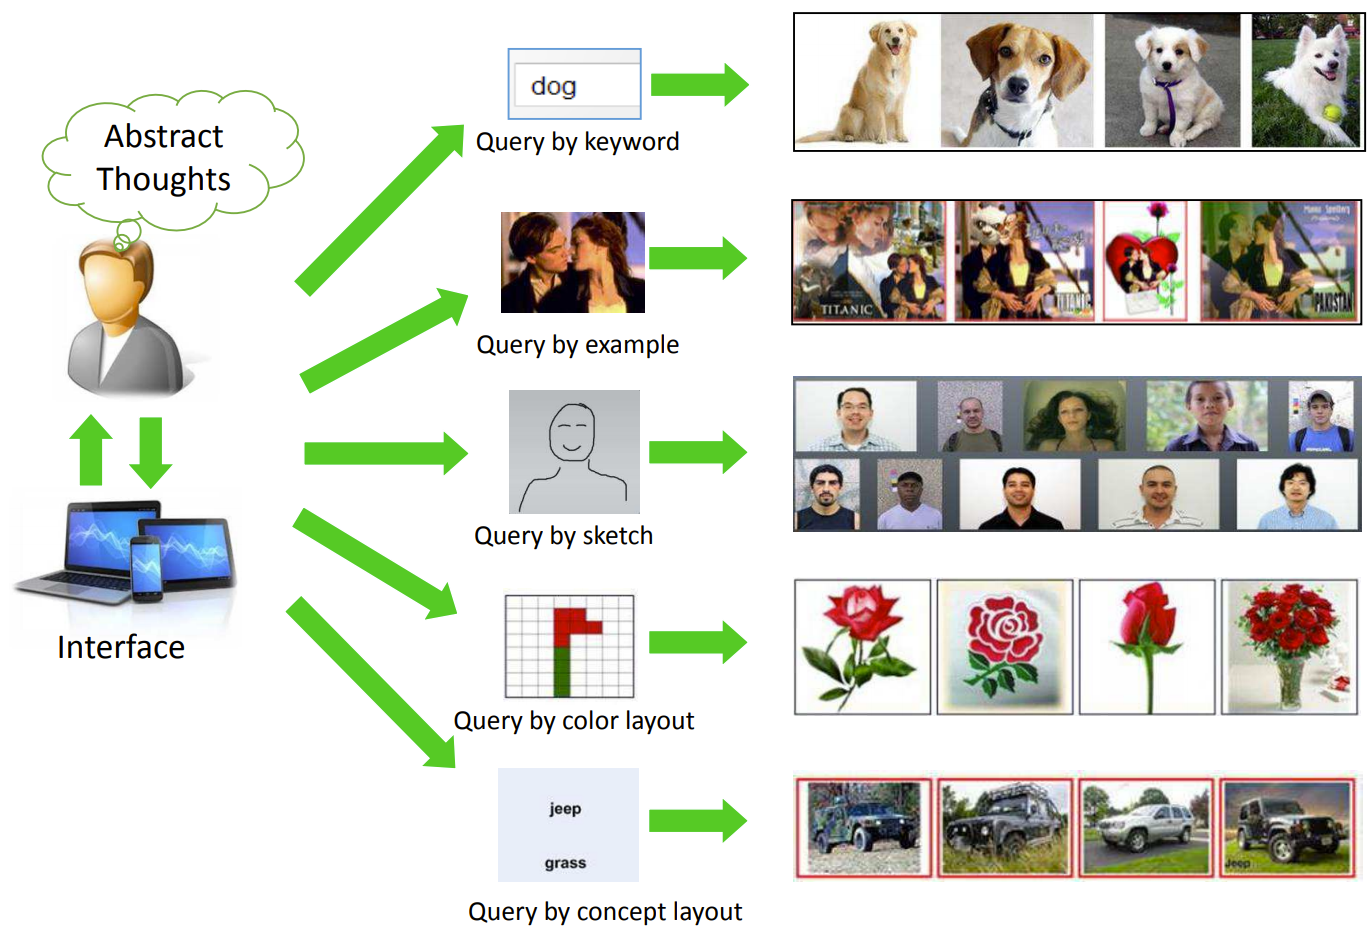 Abstract
Thoughts
Interface
dog
Query by keyword
Query by example
TITANIC
TITANIC
PAKISTAN
Query by sketch
Query by color layout
jeep
grass
Query by concept layout
Jeep